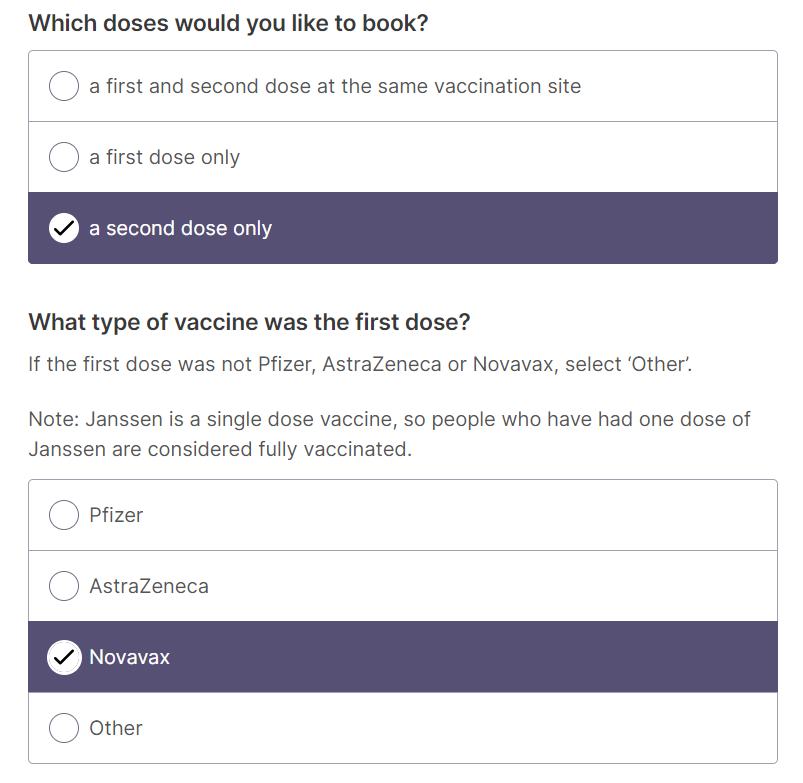 Which doses would you like to book?
a first and second dose at the same vaccination site
a first dose only
a second dose only
What type of vaccine was the first dose?
If the first dose was not Pfizer, AstraZeneca or Novavax, select ‘Other’.
Note: Janssen is a single dose vaccine, so people who have had one dose of
Janssen are considered fully vaccinated.
Pfizer
AstraZeneca
Novavax
Other